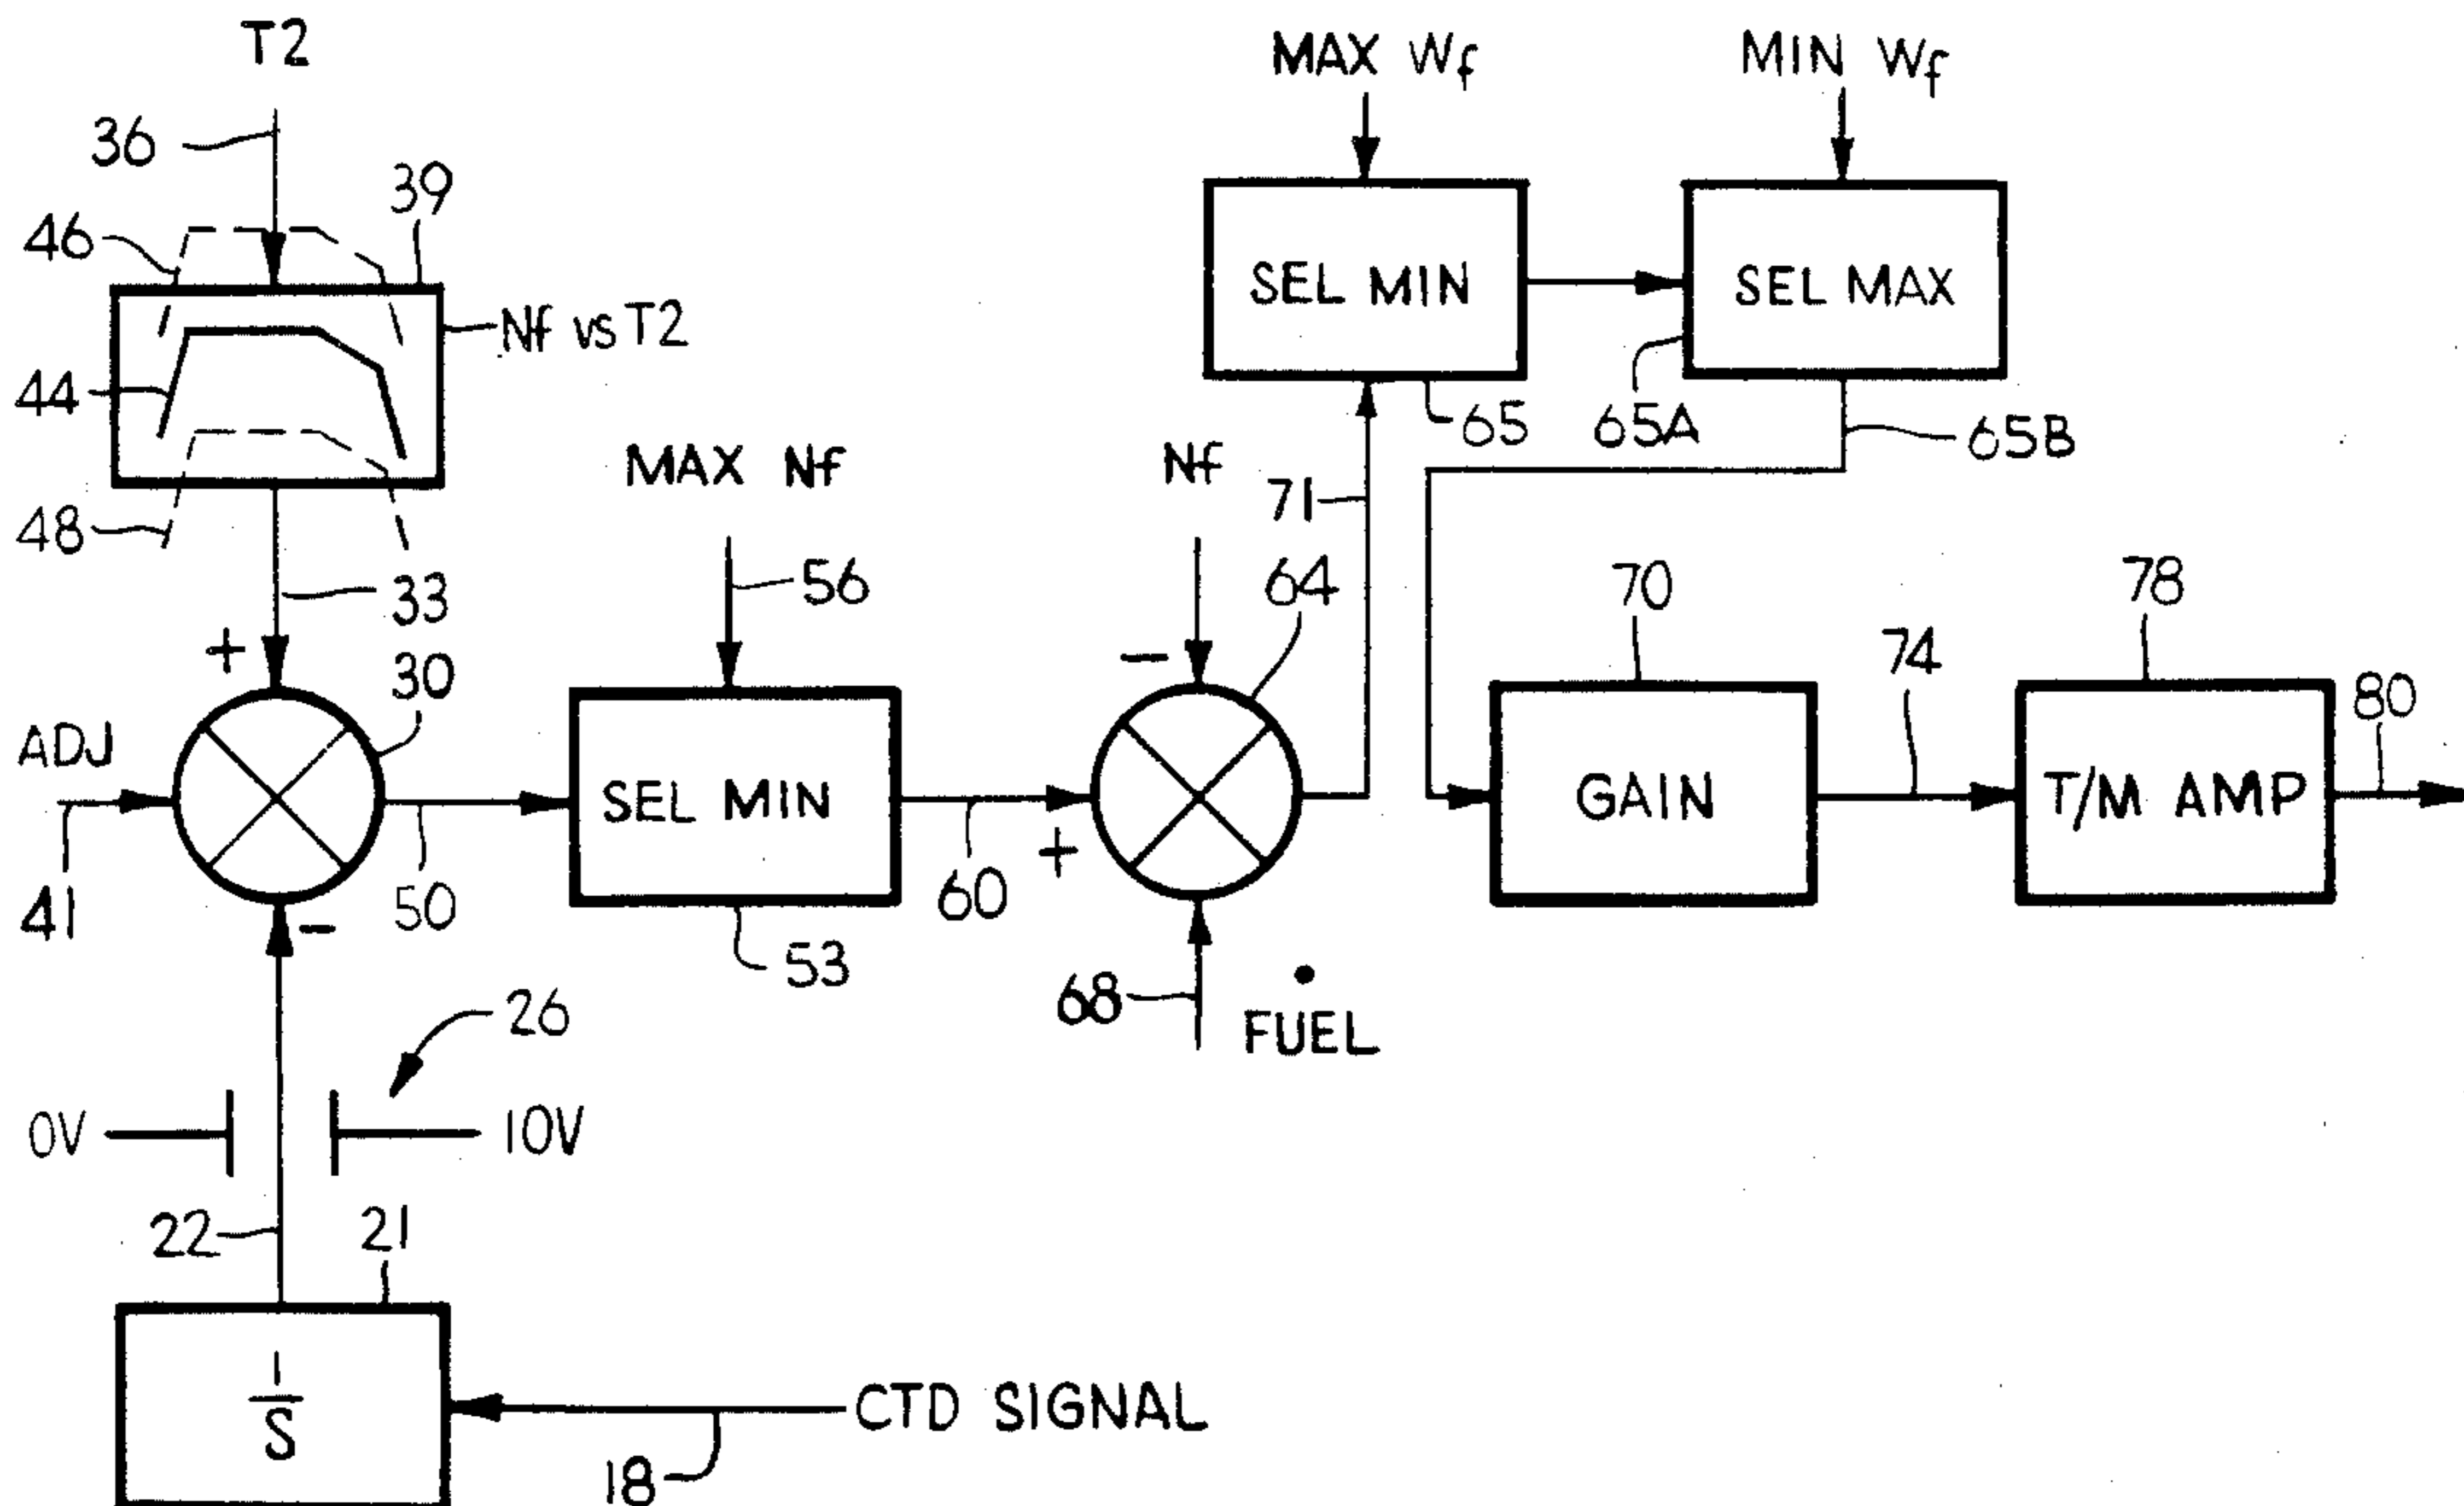 T2
MAX Wf
MIN Wf
36
39
46
SEL MIN
SEL MAX
Nf vs T2
44
65
65A
65B
MAX Nf
Nf
71
48
33
56
64
70
78
+
30
−
74
80
ADJ
SEL MIN
GAIN
T/M AMP
41
−
50
60
+
53
68
•
FUEL
26
0V
10V
22
21
1
S
CTD SIGNAL
18